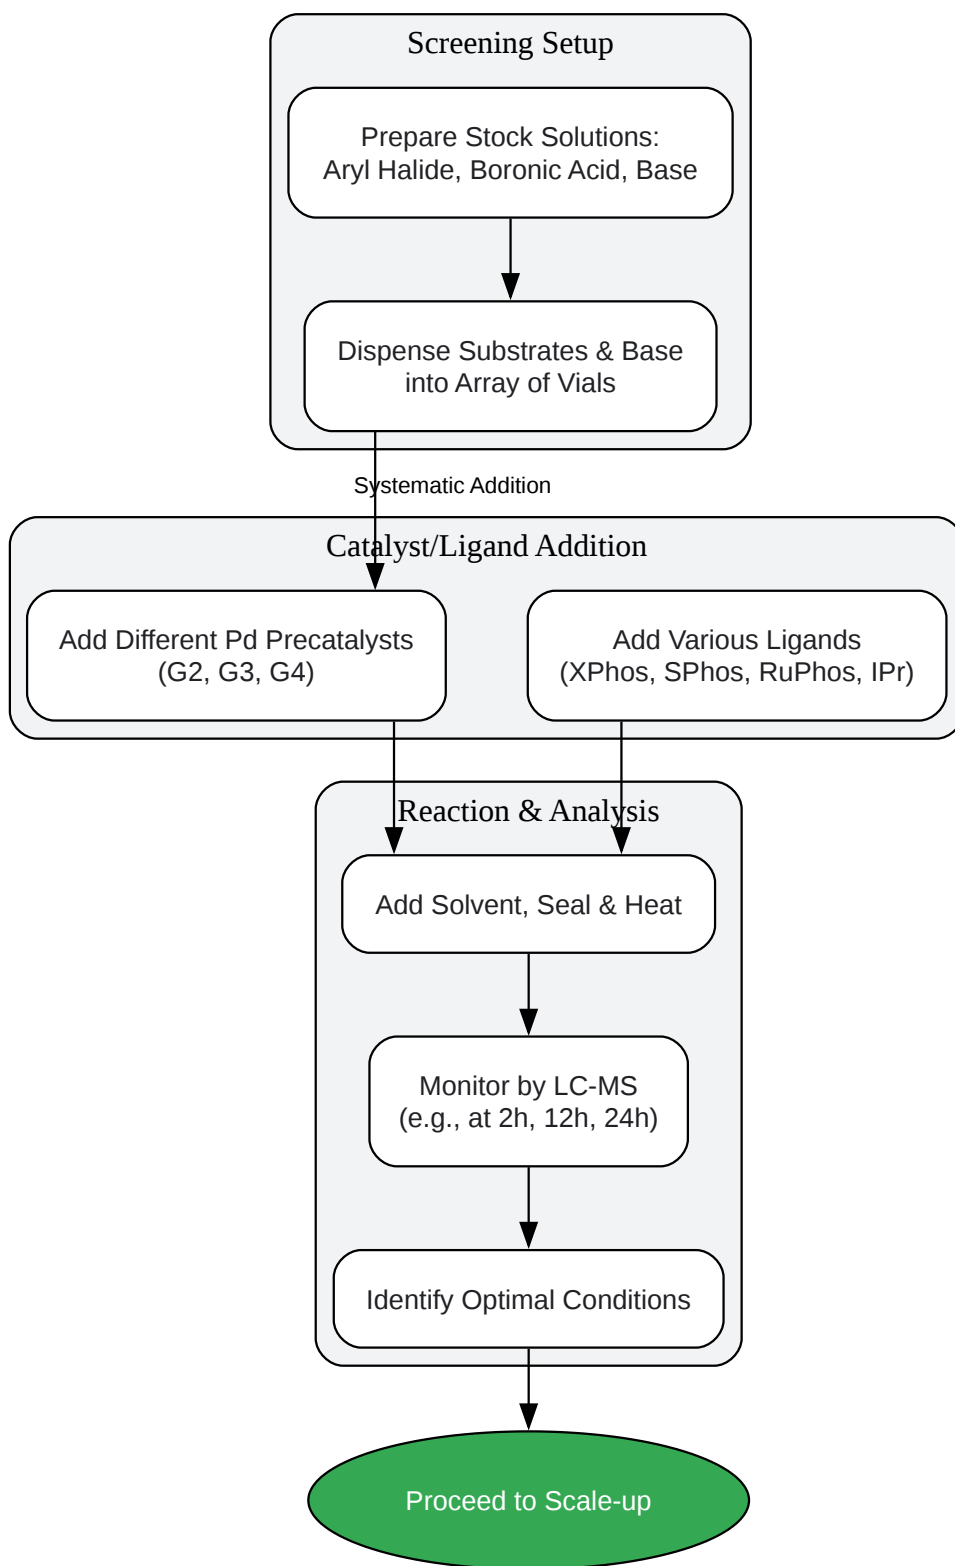 Screening Setup
Prepare Stock Solutions:
Aryl Halide, Boronic Acid, Base
Dispense Substrates & Base
into Array of Vials
Systematic Addition
Catalyst/Ligand Addition
Add Different Pd Precatalysts
(G2, G3, G4)
Add Various Ligands
(XPhos, SPhos, RuPhos, IPr)
Reaction & Analysis
Add Solvent, Seal & Heat
Monitor by LC-MS
(e.g., at 2h, 12h, 24h)
Identify Optimal Conditions
Proceed to Scale-up